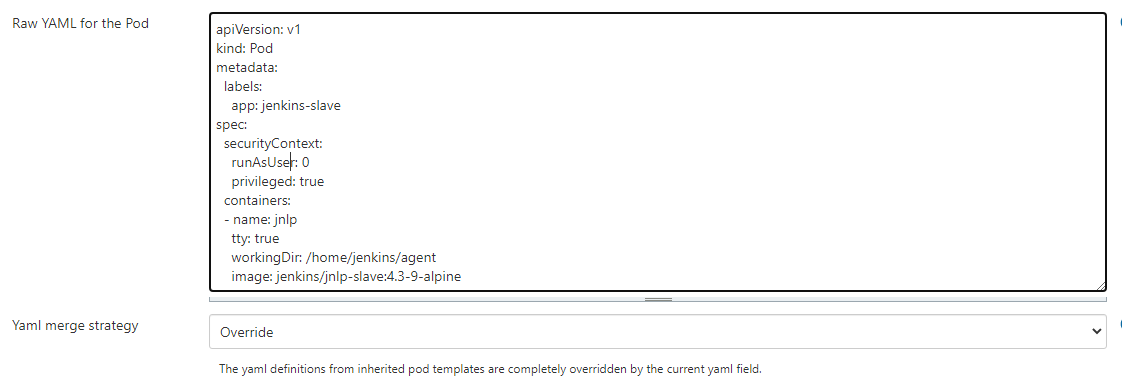 Raw YAML for the Pod
apiVersion: v1
kind: Pod
metadata:
  labels:
    app: jenkins-slave
spec:
  securityContext:
    runAsUser: 0
    privileged: true
  containers:
  - name: jnlp
    tty: true
    workingDir: /home/jenkins/agent
    image: jenkins/jnlp-slave:4.3-9-alpine
Yaml merge strategy
Override
The yaml definitions from inherited pod templates are completely overridden by the current yaml field.